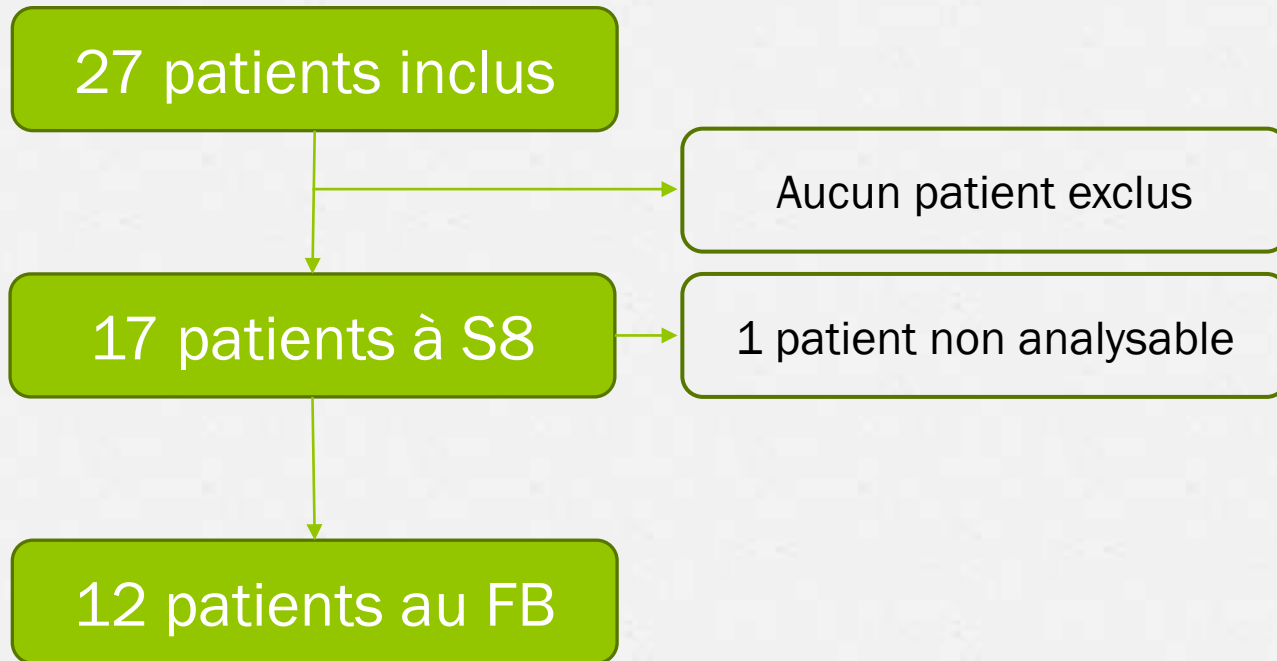 27 patients inclus
Aucun patient exclus
17 patients à S8
1 patient non analysable
12 patients au FB